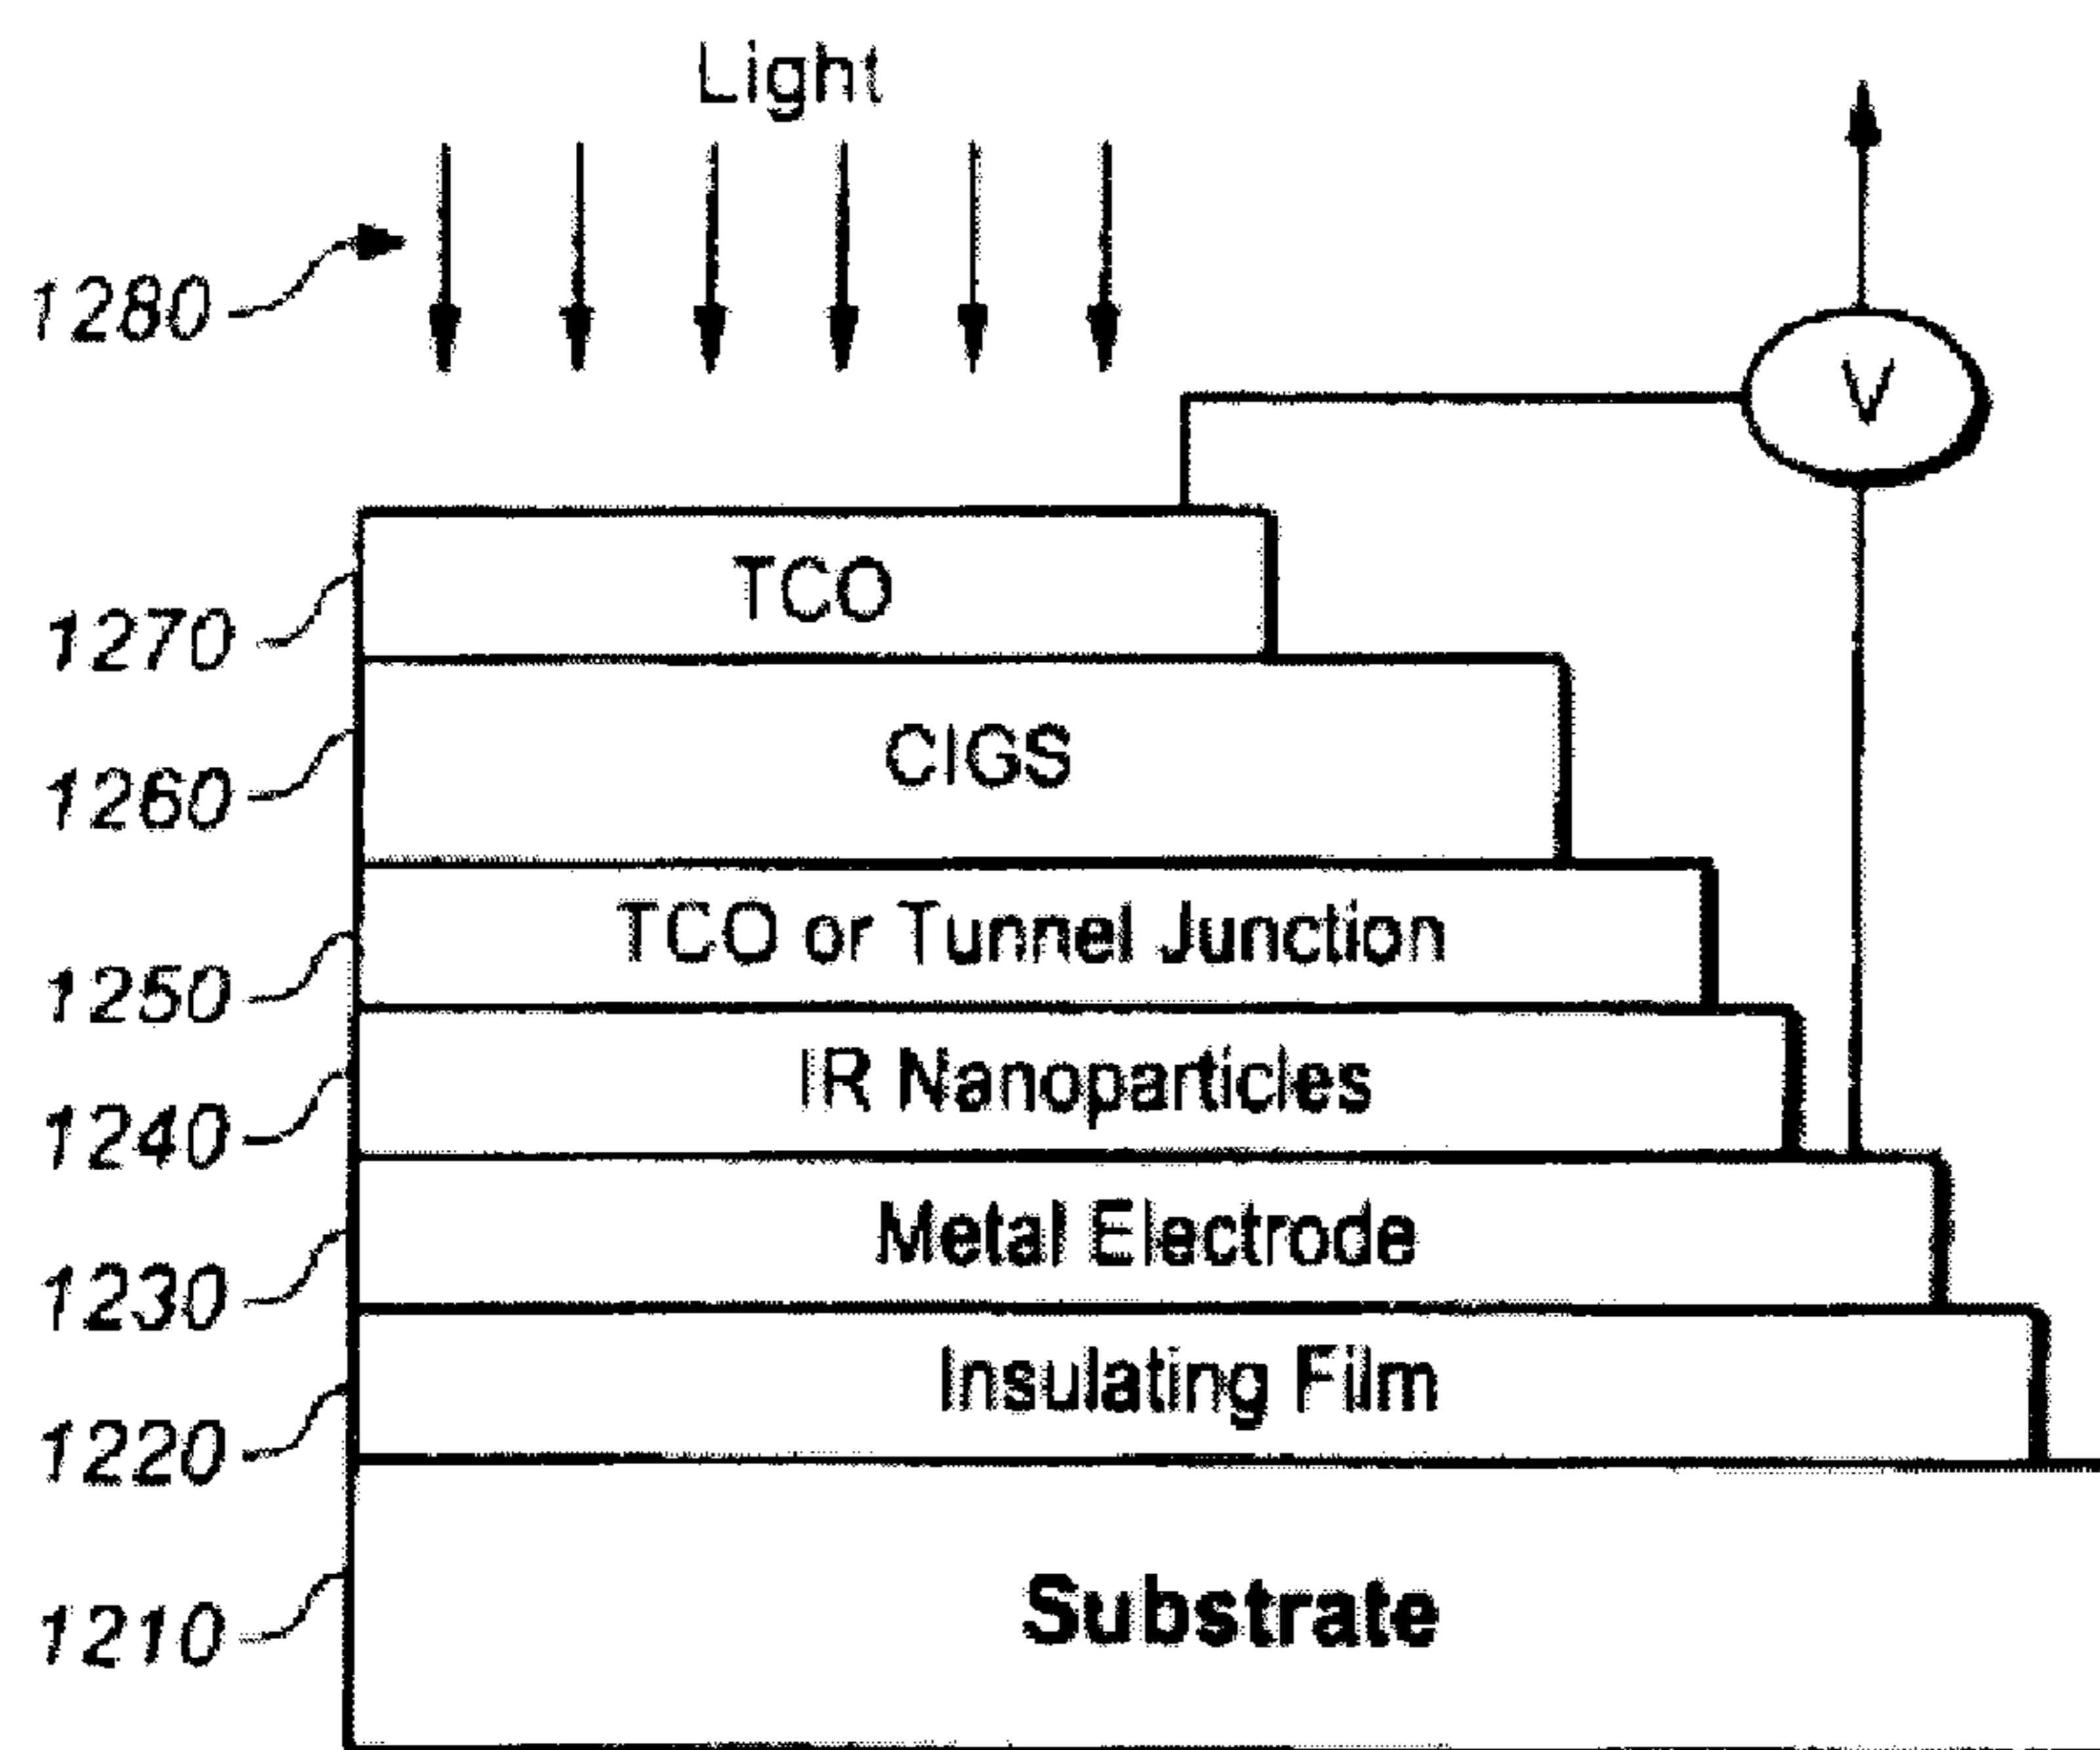 Light
1280
V
TCO
1270
CIGS
1260
TCO or Tunnel Junction
1250
IR Nanoparticles
1240
Metal Electrode
1230
Insulating Film
1220
Substrate
1210